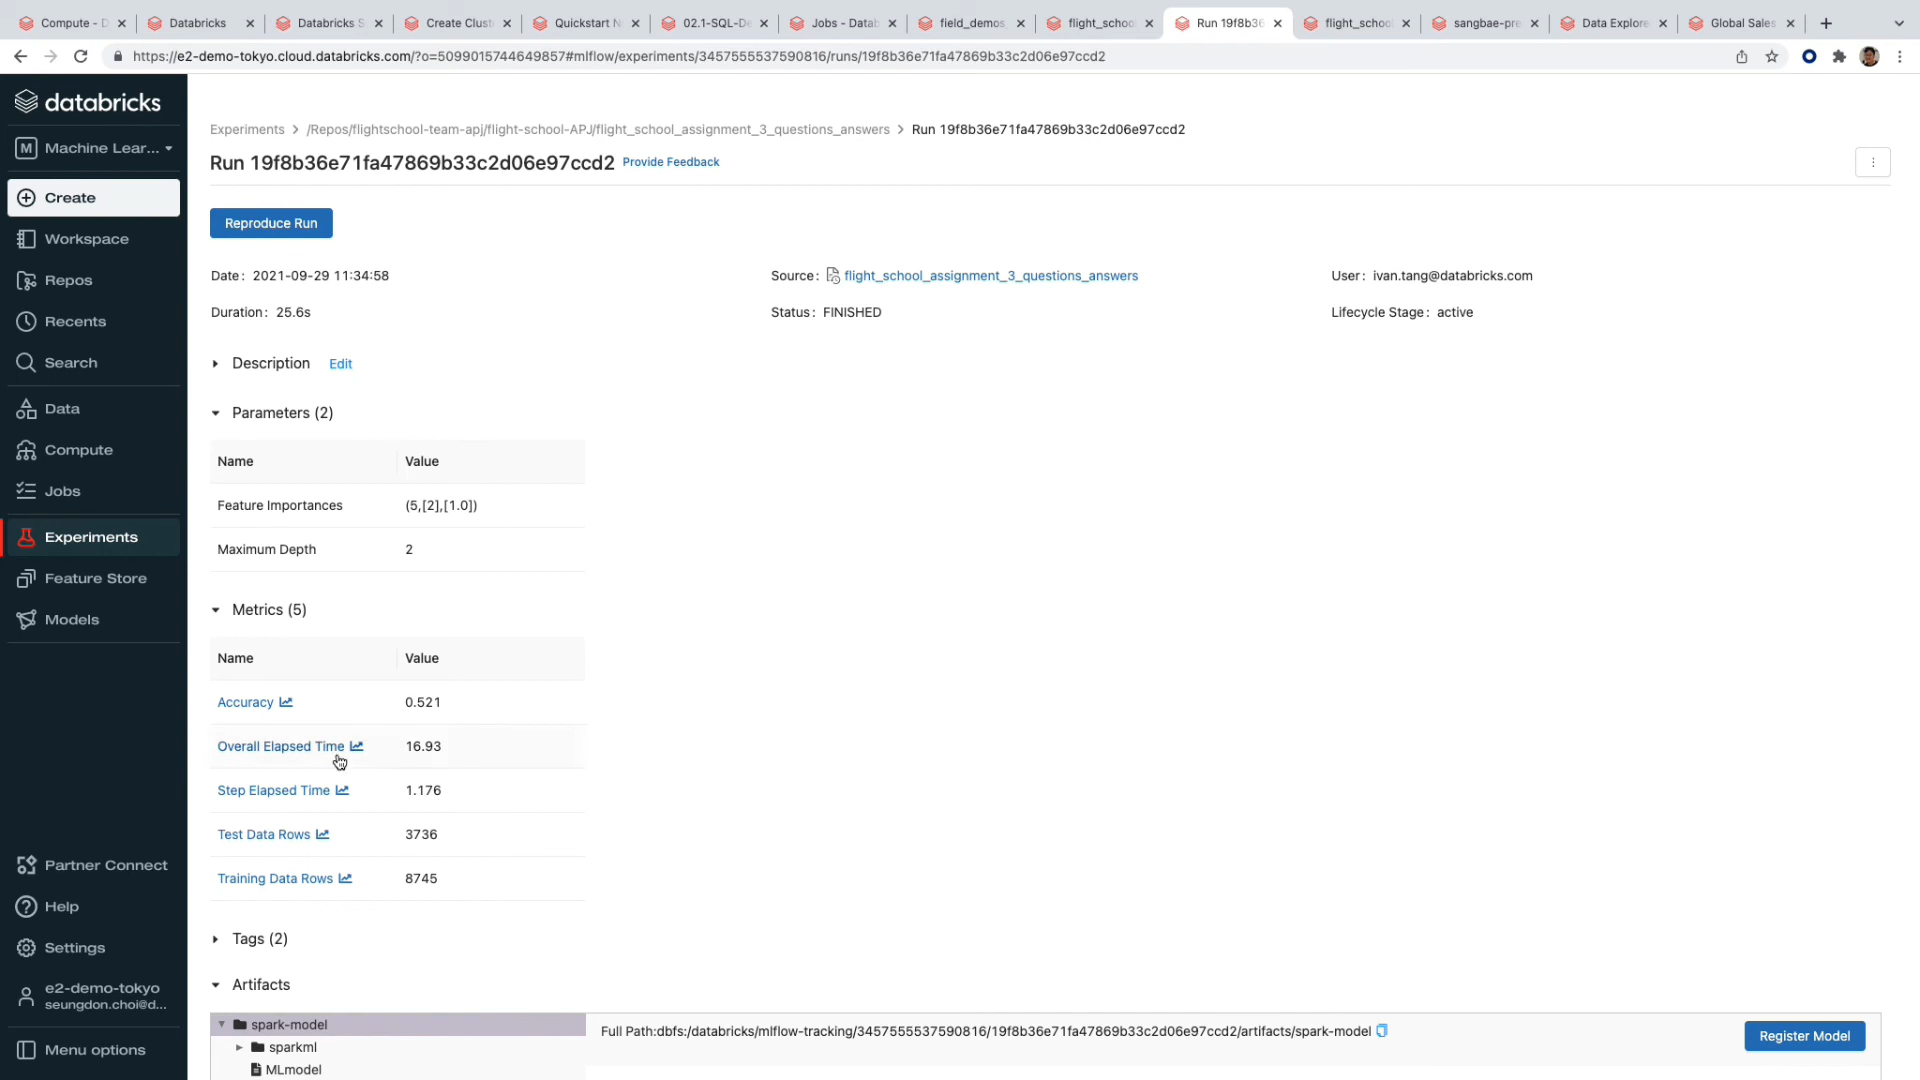 Compute - D
Databricks
Databricks S
Create Clust
Quickstart N
02.1-SQL-De
Jobs - Datab
field_demos
flight_schoo
Run 19f8b36
flight_schoo
sangbae-pre
Data Explore
Global Sales
https://e2-demo-tokyo.cloud.databricks.com/?o=5099015744649857#mlflow/experiments/3457555537590816/runs/19f8b36e71fa47869b33c2d06e97ccd2
databricks
M Machine Lear...
Create
Workspace
Repos
Recents
Search
Data
Compute
Jobs
Experiments
Feature Store
Models
Partner Connect
Help
Settings
e2-demo-tokyo
seungdon.choi@d...
Menu options
Experiments > /Repos/flightschool-team-apj/flight-school-APJ/flight_school_assignment_3_questions_answers > Run 19f8b36e71fa47869b33c2d06e97ccd2
Run 19f8b36e71fa47869b33c2d06e97ccd2 Provide Feedback
Reproduce Run
Date: 2021-09-29 11:34:58 Source: flight_school_assignment_3_questions_answers User: ivan.tang@databricks.com
Duration: 25.6s Status: FINISHED Lifecycle Stage: active
Description Edit
Parameters (2)
Name Value
Feature Importances (5,[2],[1.0])
Maximum Depth 2
Metrics (5)
Name Value
Accuracy 0.521
Overall Elapsed Time 16.93
Step Elapsed Time 1.176
Test Data Rows 3736
Training Data Rows 8745
Tags (2)
Artifacts
spark-model
sparkml
MLmodel
Full Path:dbfs:/databricks/mlflow-tracking/3457555537590816/19f8b36e71fa47869b33c2d06e97ccd2/artifacts/spark-model
Register Model